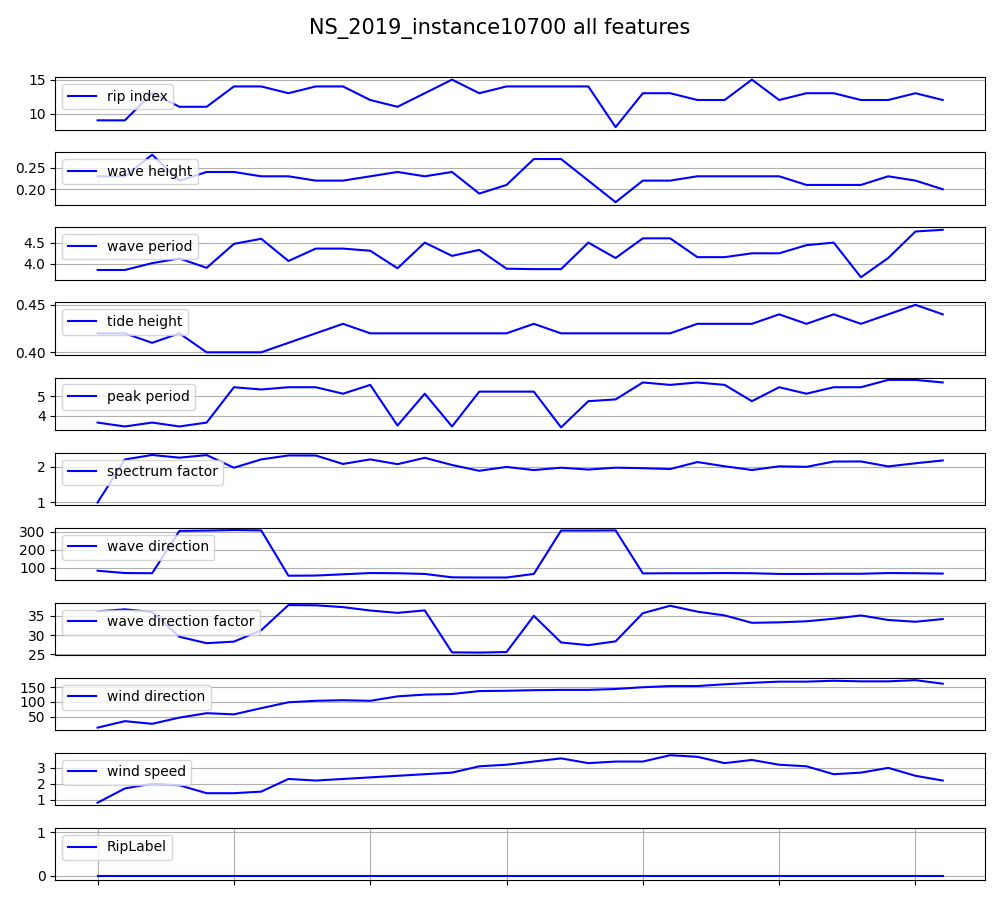 NS_2019_instance10700 all features
15
10
rip index
0.25
0.20
wave height
4.5
4.0
wave period
0.45
0.40
tide height
5
4
peak period
2
1
spectrum factor
300
200
100
wave direction
35
30
25
wave direction factor
150
100
50
wind direction
3
2
1
wind speed
1
0
RipLabel